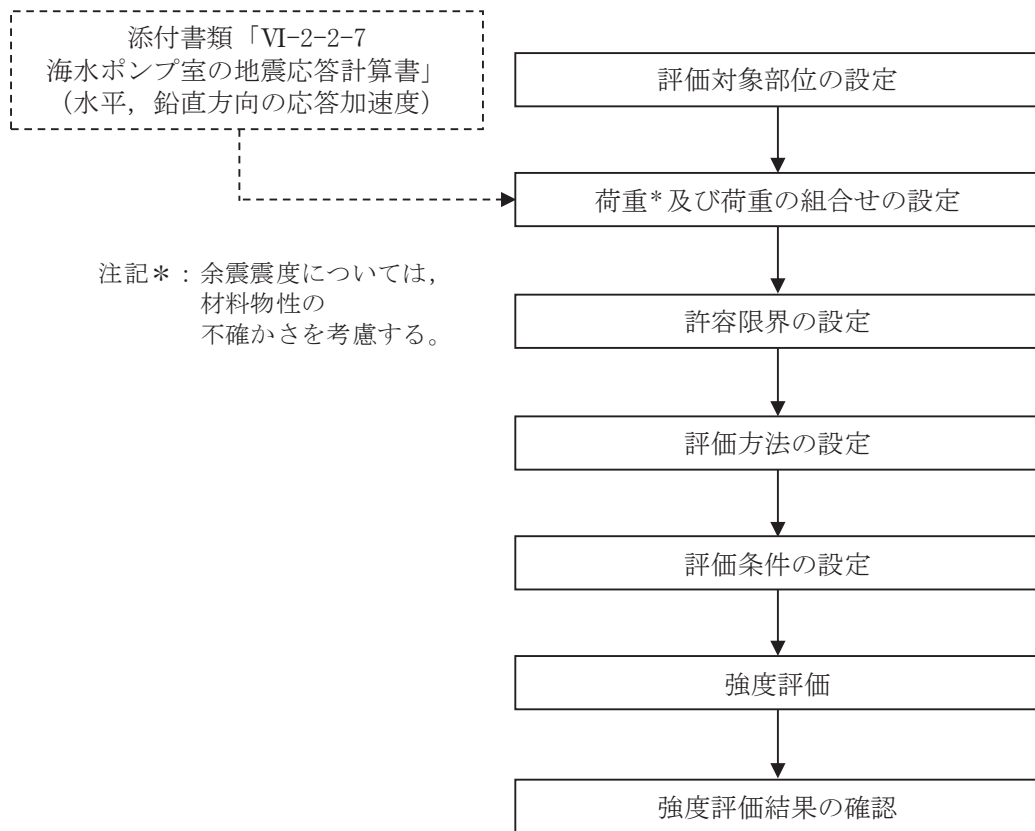 添付書類「Ⅵ-2-2-7
海水ポンプ室の地震応答計算書」
（水平，鉛直方向の応答加速度）
評価対象部位の設定
荷重*及び荷重の組合せの設定
注記＊：余震震度については，
材料物性の
不確かさを考慮する。
許容限界の設定
評価方法の設定
評価条件の設定
強度評価
強度評価結果の確認